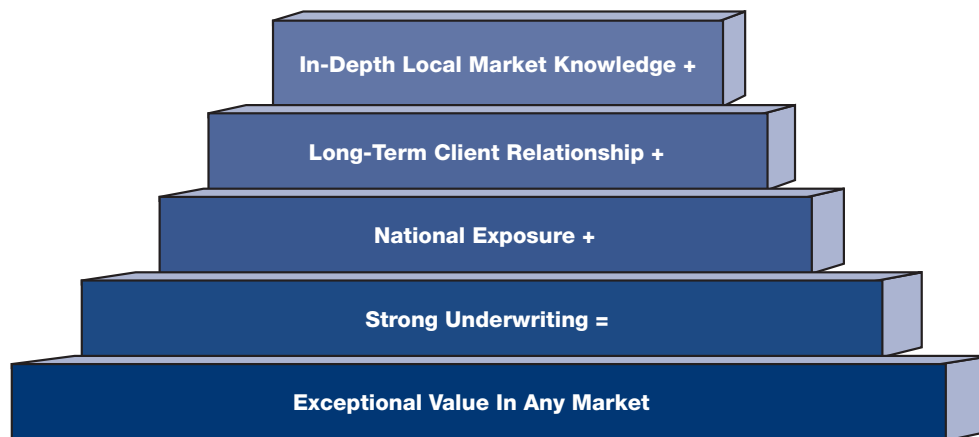 In-Depth Local Market Knowledge +
Long-Term Client Relationship +
National Exposure +
Strong Underwriting =
Exceptional Value In Any Market